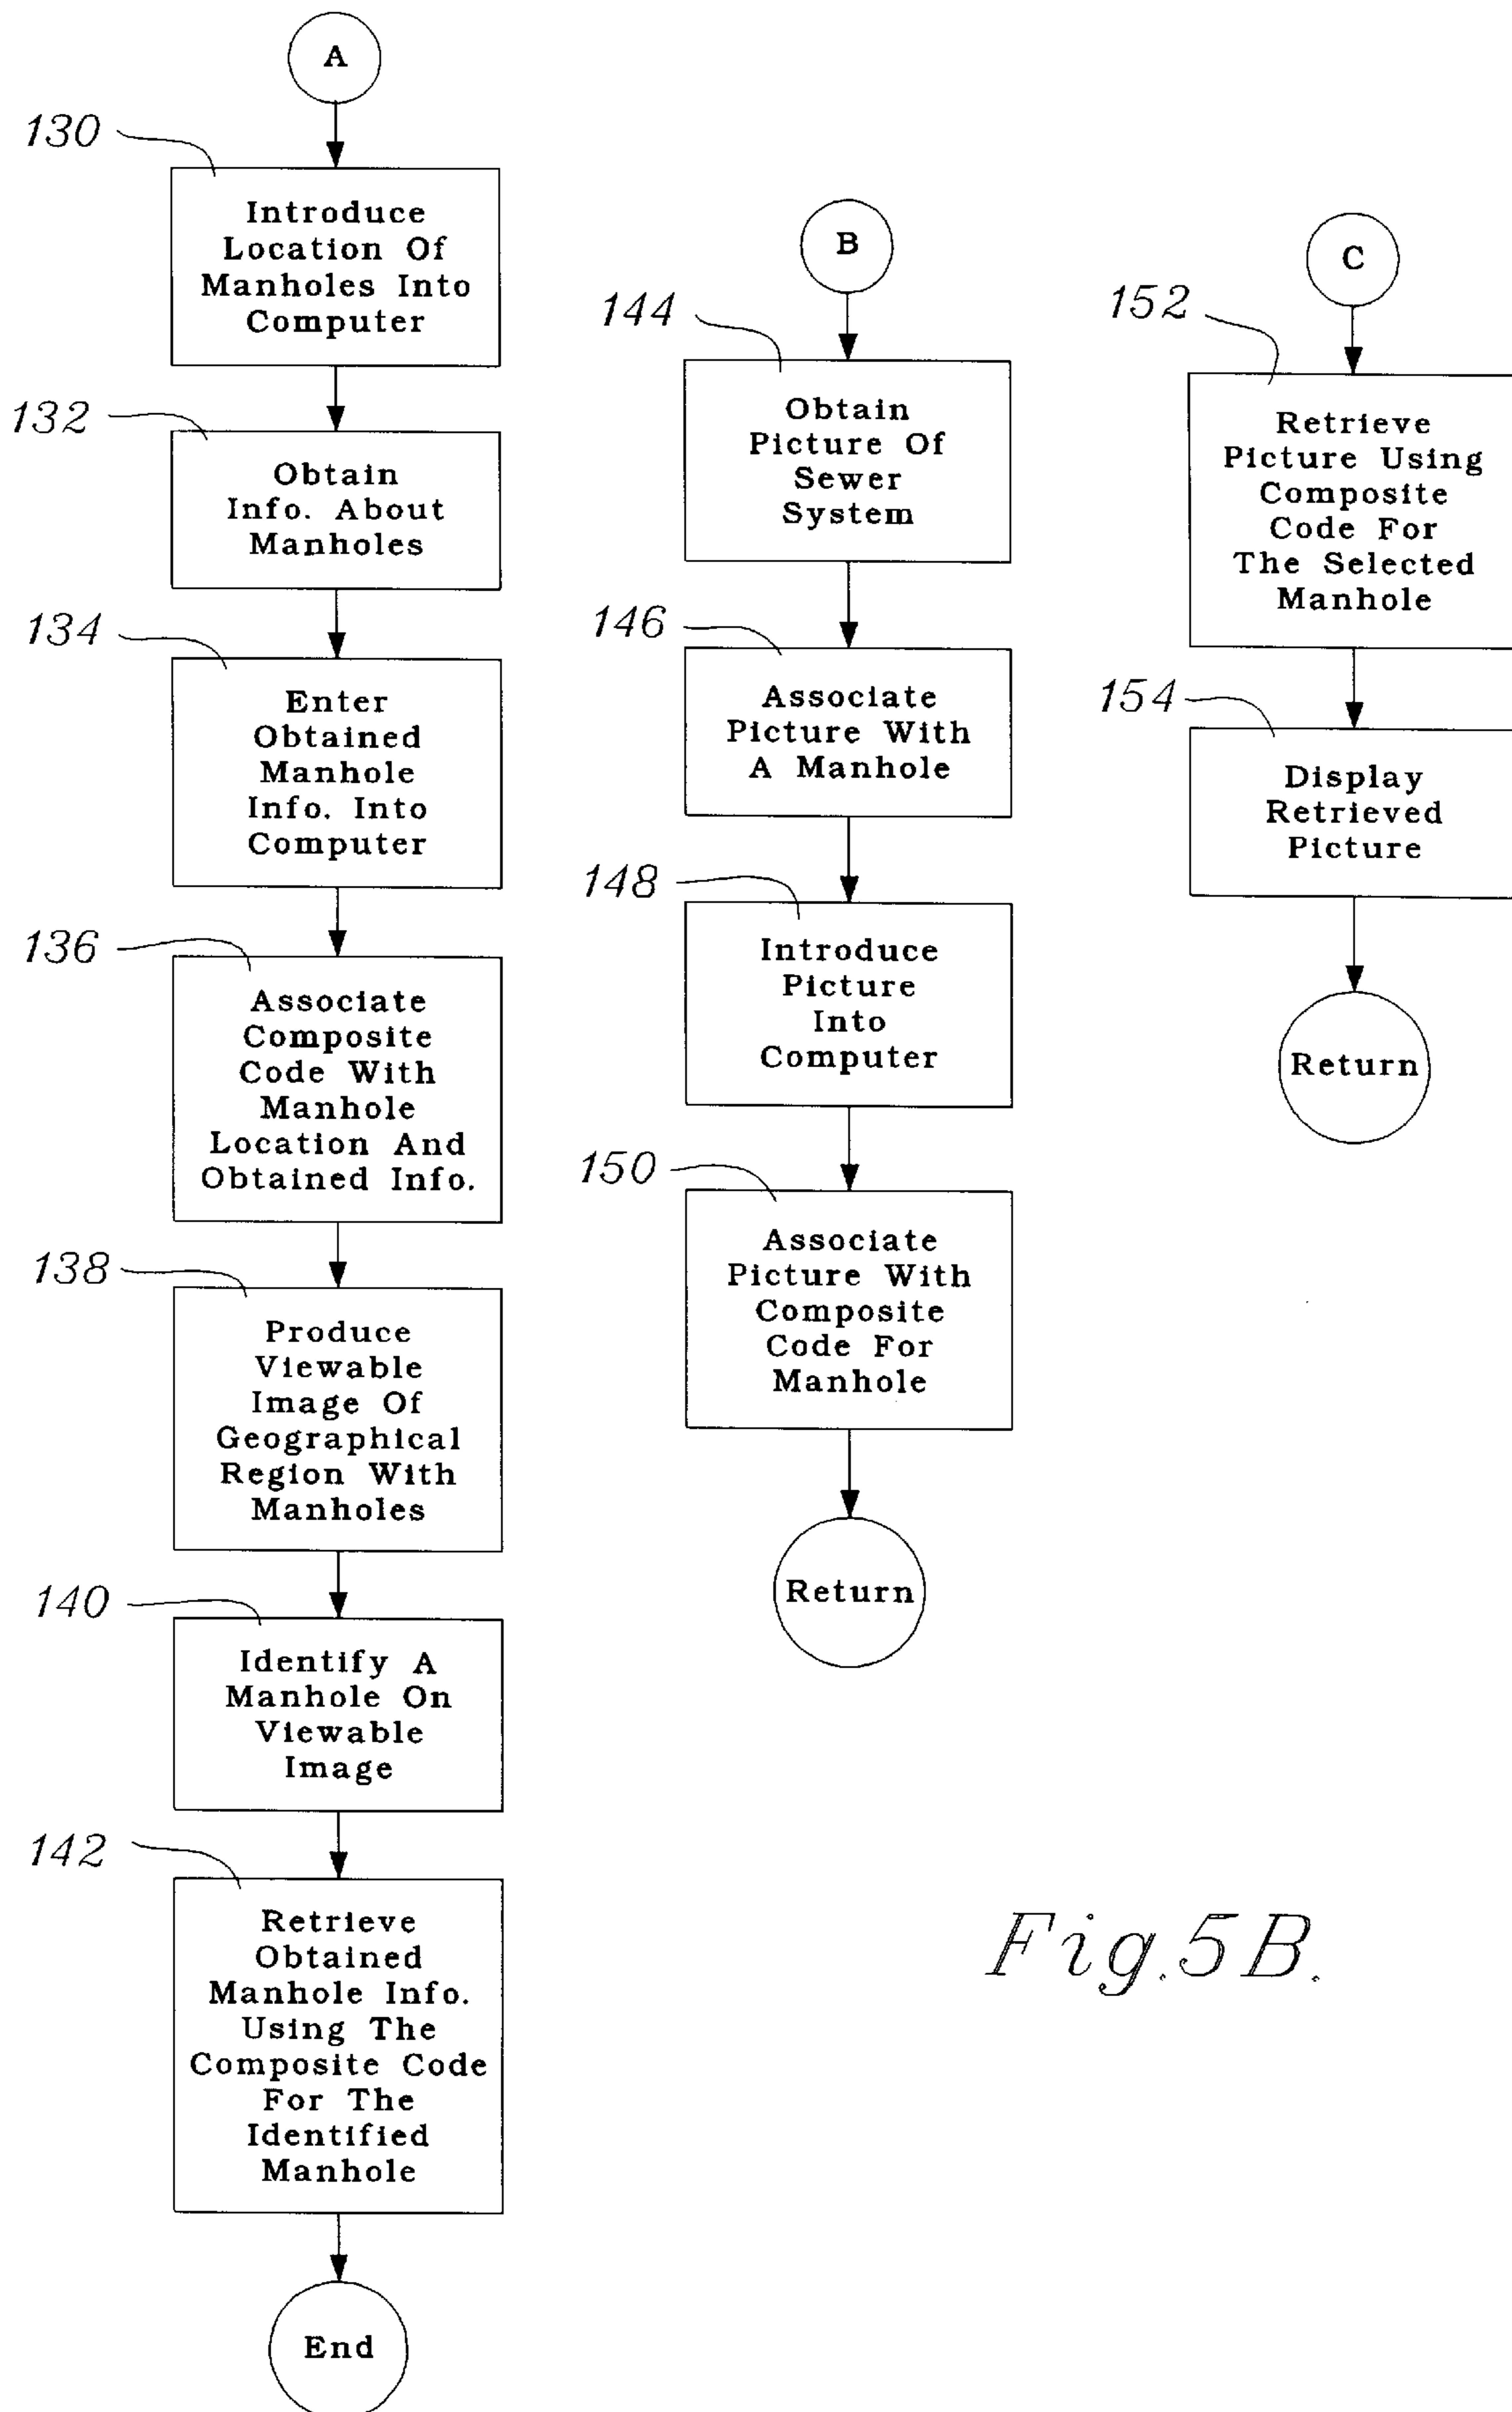 A
130
Introduce
Location Of
Manholes Into
Computer
132
Obtain
Info. About
Manholes
134
Enter
Obtained
Manhole
Info. Into
Computer
136
Associate
Composite
Code With
Manhole
Location And
Obtained Info.
138
Produce
Viewable
Image Of
Geographical
Region With
Manholes
140
Identify A
Manhole On
Viewable
Image
142
Retrieve
Obtained
Manhole Info.
Using The
Composite Code
For The
Identified
Manhole
End
B
144
Obtain
Picture Of
Sewer
System
146
Associate
Picture With
A Manhole
148
Introduce
Picture
Into
Computer
150
Associate
Picture With
Composite
Code For
Manhole
Return
C
152
Retrieve
Picture Using
Composite
Code For
The Selected
Manhole
154
Display
Retrieved
Picture
Return
Fig.5B.